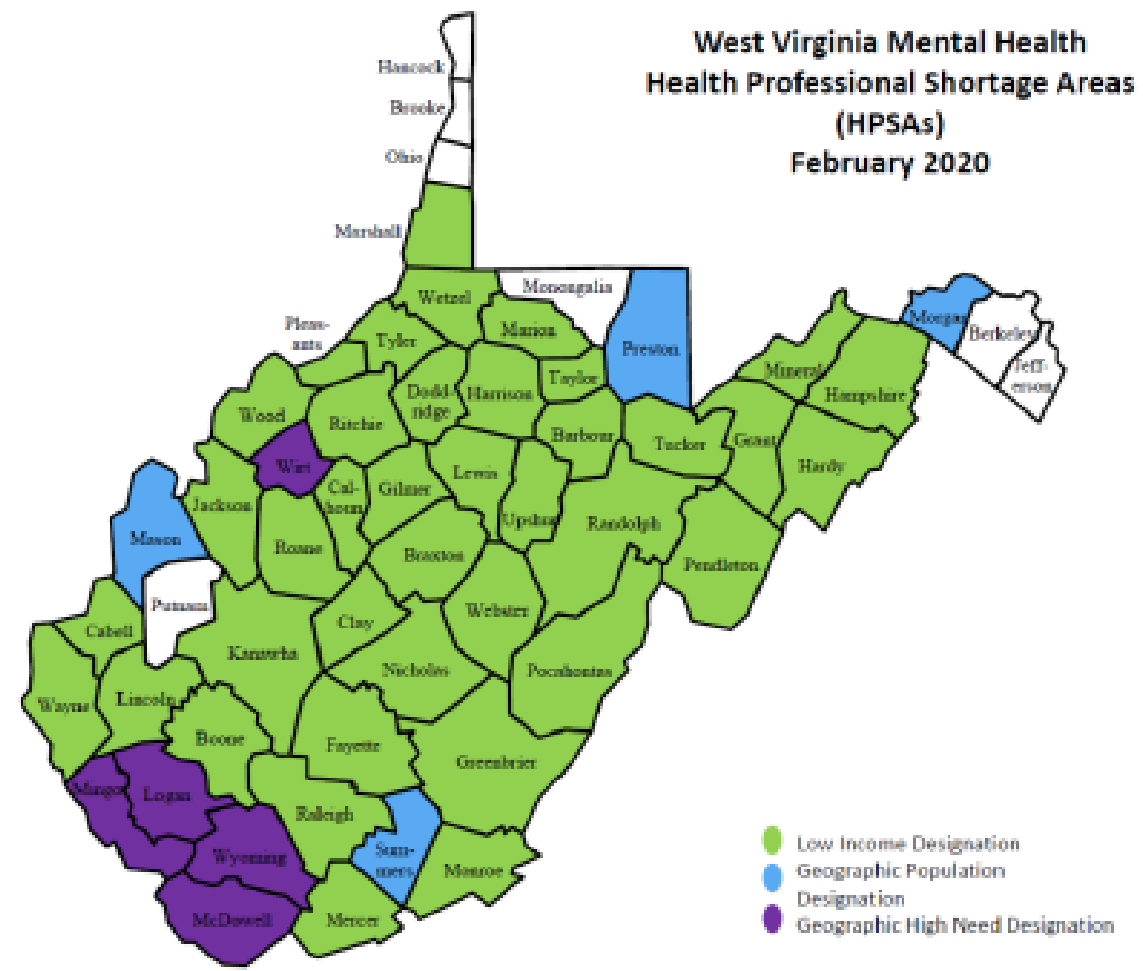 West Virginia Mental Health
Health Professional Shortage Areas
(HPSAs)
February 2020
Hancock
Brooke
Ohio
Marshall
Wetzel
Monongalia
Marion
Preston
Pleas-
ants
Tyler
Taylor
Dodd-
ridge
Harrison
Wood
Ritchie
Barbour
Tucker
Grant
Mineral
Hampshire
Hardy
Morgan
Berkeley
Jeff-
erson
Wirt
Cal-
houn
Gilmer
Lewis
Upshur
Randolph
Jackson
Roane
Braxton
Pendleton
Mason
Putnam
Cabell
Kanawha
Clay
Webster
Nicholas
Pocahontas
Wayne
Lincoln
Boone
Fayette
Greenbrier
Mingo
Logan
Raleigh
Sum-
mers
Monroe
Wyoming
McDowell
Mercer
Low Income Designation
Geographic Population
Designation
Geographic High Need Designation